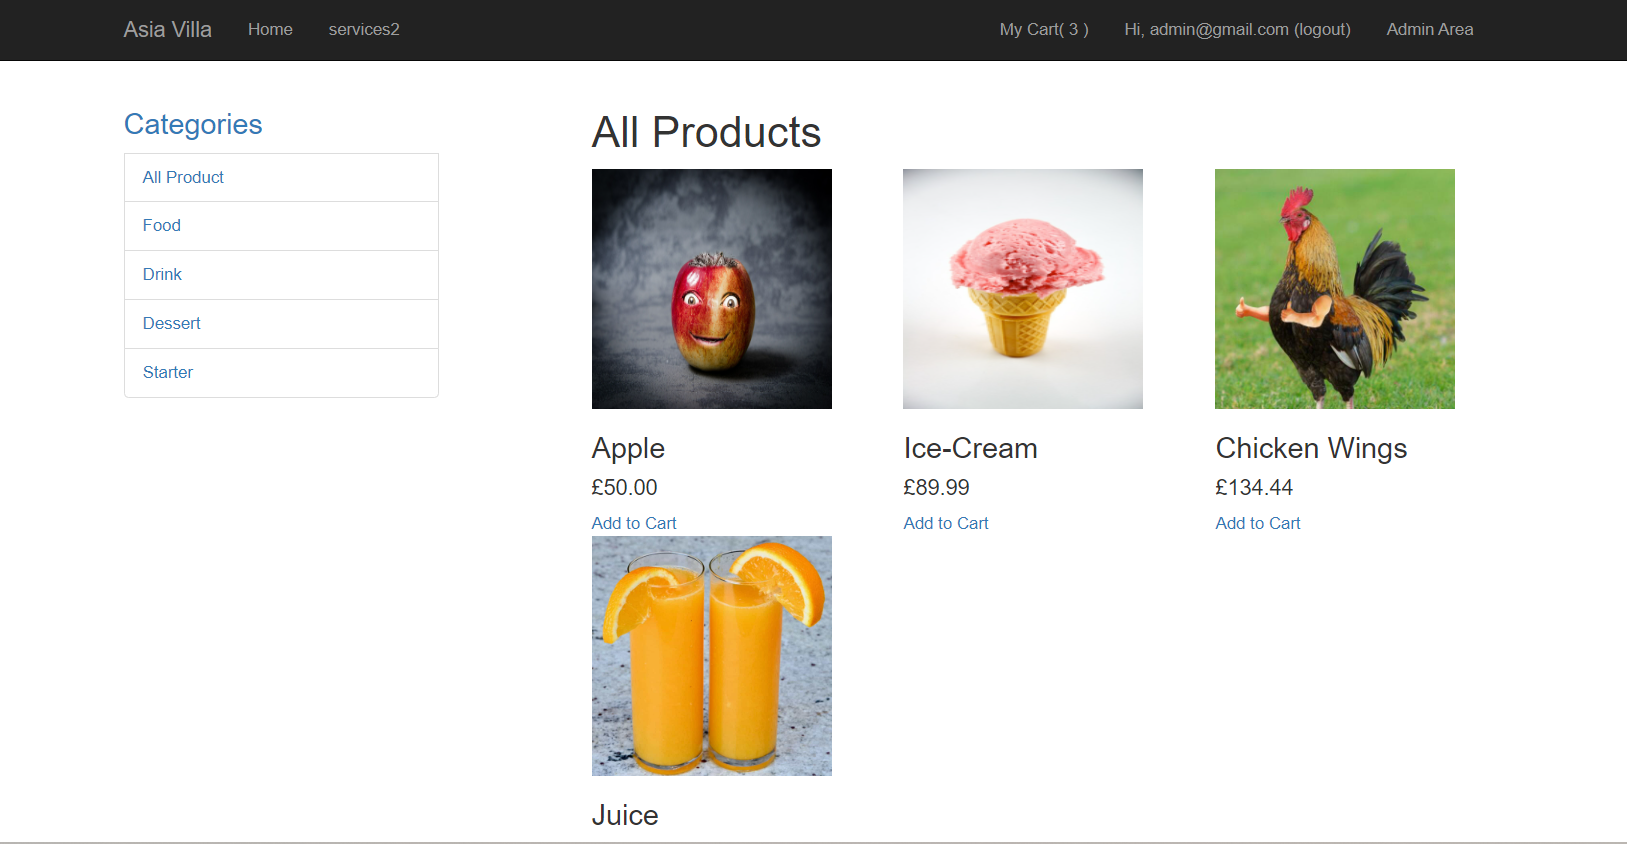 Asia Villa Home services2 My Cart( 3 ) Hi, admin@gmail.com (logout) Admin Area
Categories
All Product
Food
Drink
Dessert
Starter
All Products
Apple
£50.00
Add to Cart
Ice-Cream
£89.99
Add to Cart
Chicken Wings
£134.44
Add to Cart
Juice